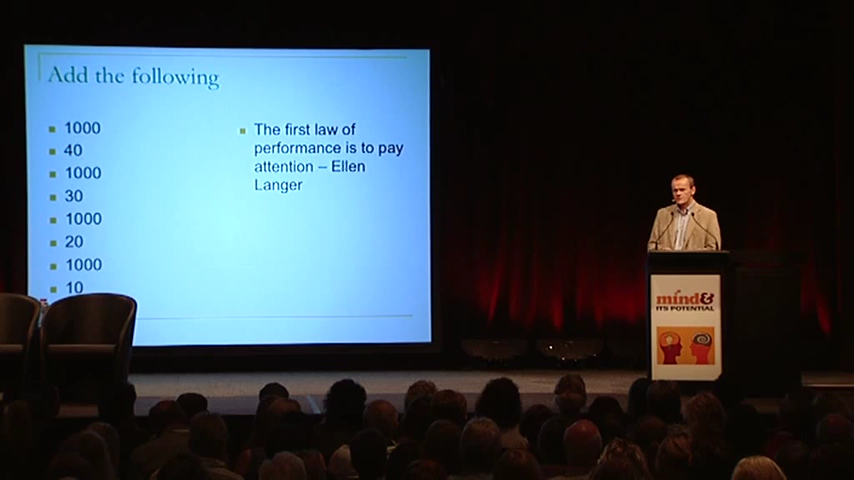 Add the following
1000
40
1000
30
1000
20
1000
10
The first law of
performance is to pay
attention – Ellen
Langer
mind&
ITS POTENTIAL